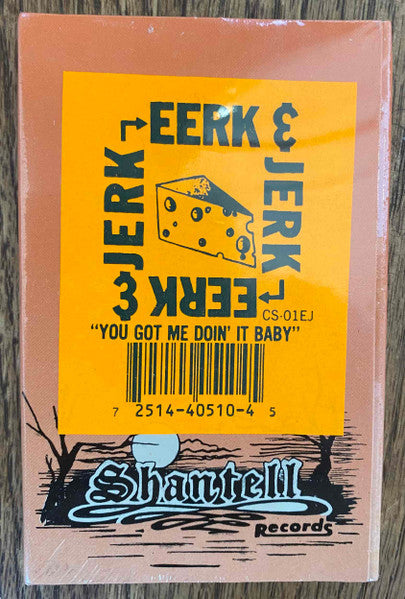 EERK &
JERK
EERK
& JERK
CS-01EJ
"YOU GOT ME DOIN' IT BABY"
7 2514-40510-4 5
Shantell
Records